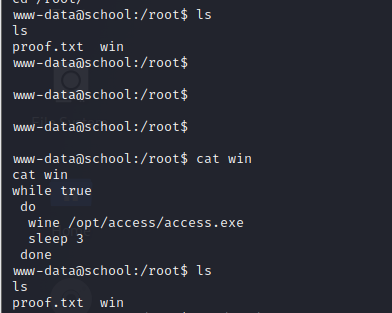 cd /root/
www-data@school:/root$ ls
ls
proof.txt  win
www-data@school:/root$
www-data@school:/root$
www-data@school:/root$
www-data@school:/root$ cat win
cat win
while true
 do
  wine /opt/access/access.exe
  sleep 3
 done
www-data@school:/root$ ls
ls
proof.txt  win